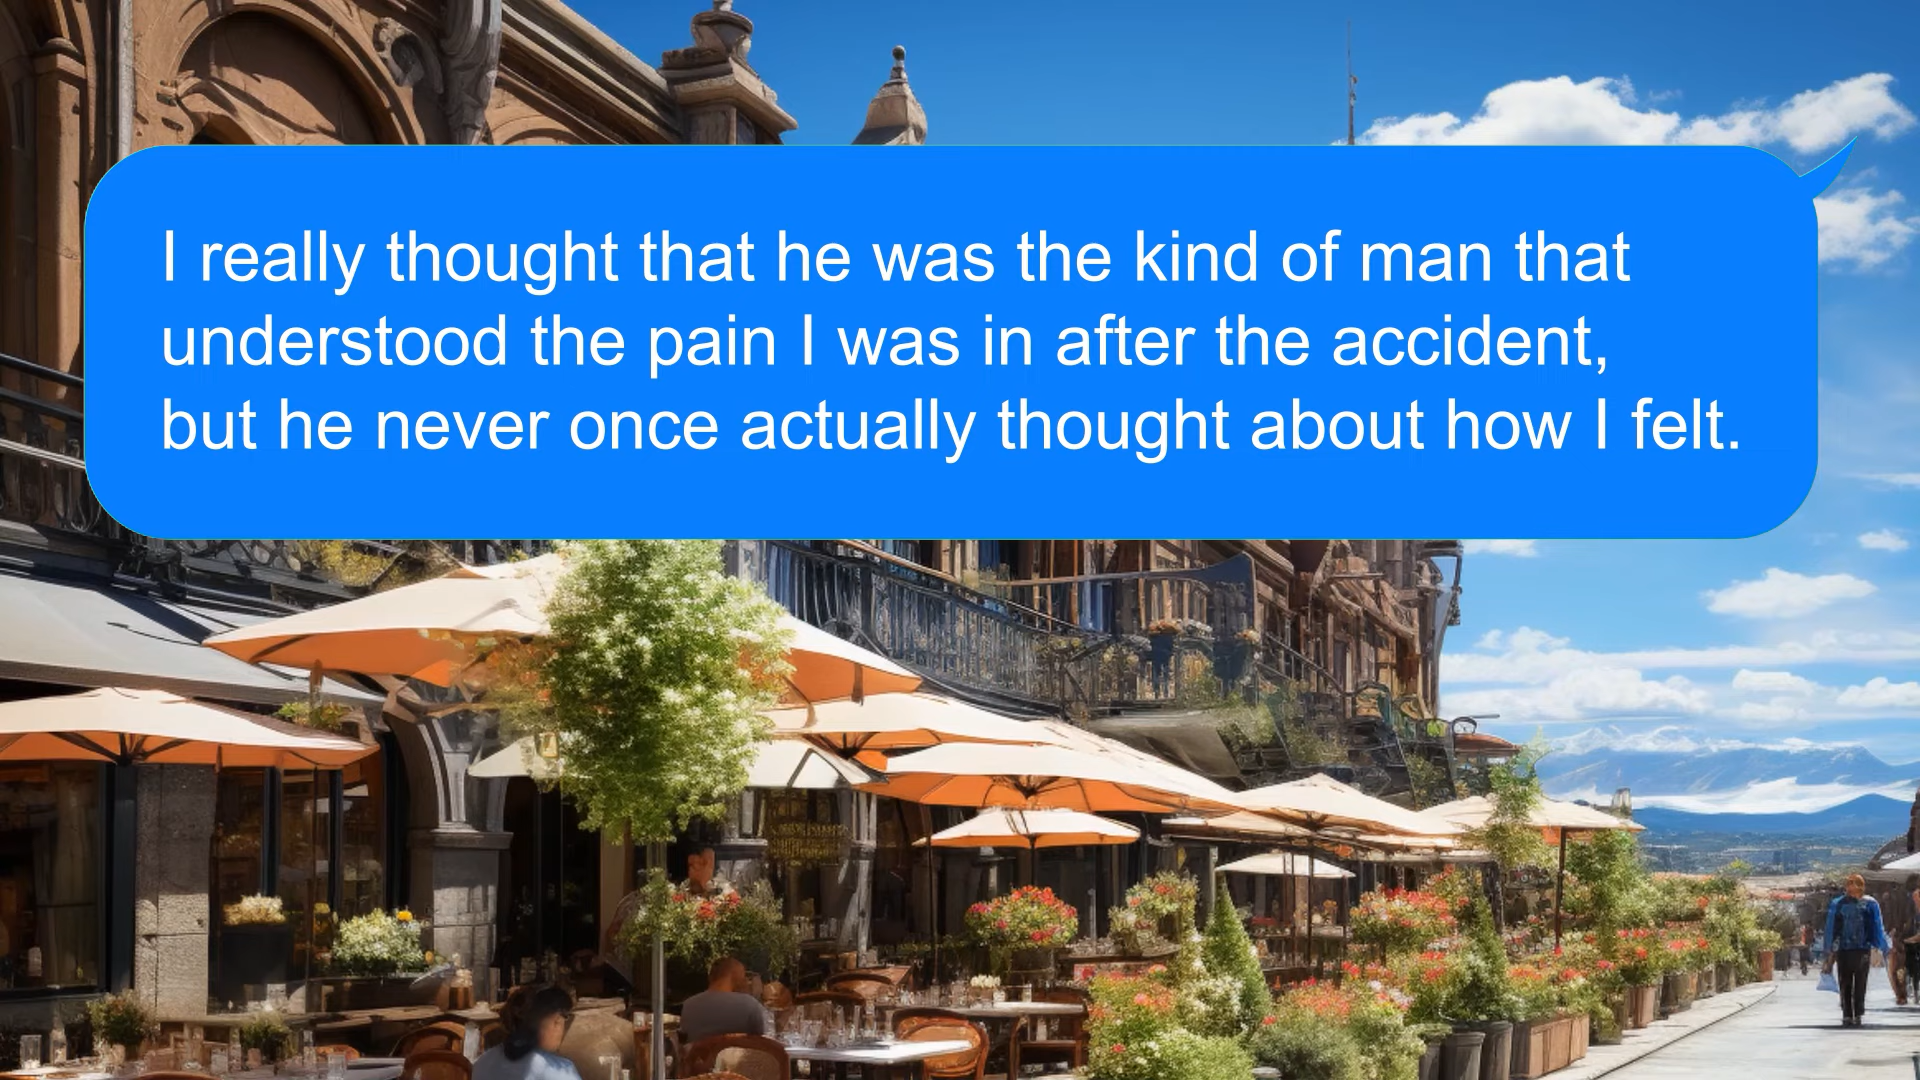 I really thought that he was the kind of man that
understood the pain I was in after the accident,
but he never once actually thought about how I felt.